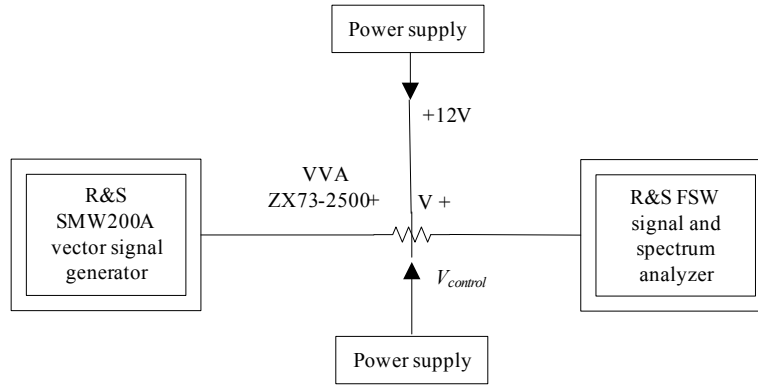 Power supply
+12V
VVA
ZX73-2500+
V +
R&S
SMW200A
vector signal
generator
R&S FSW
signal and
spectrum
analyzer
Vcontrol
Power supply